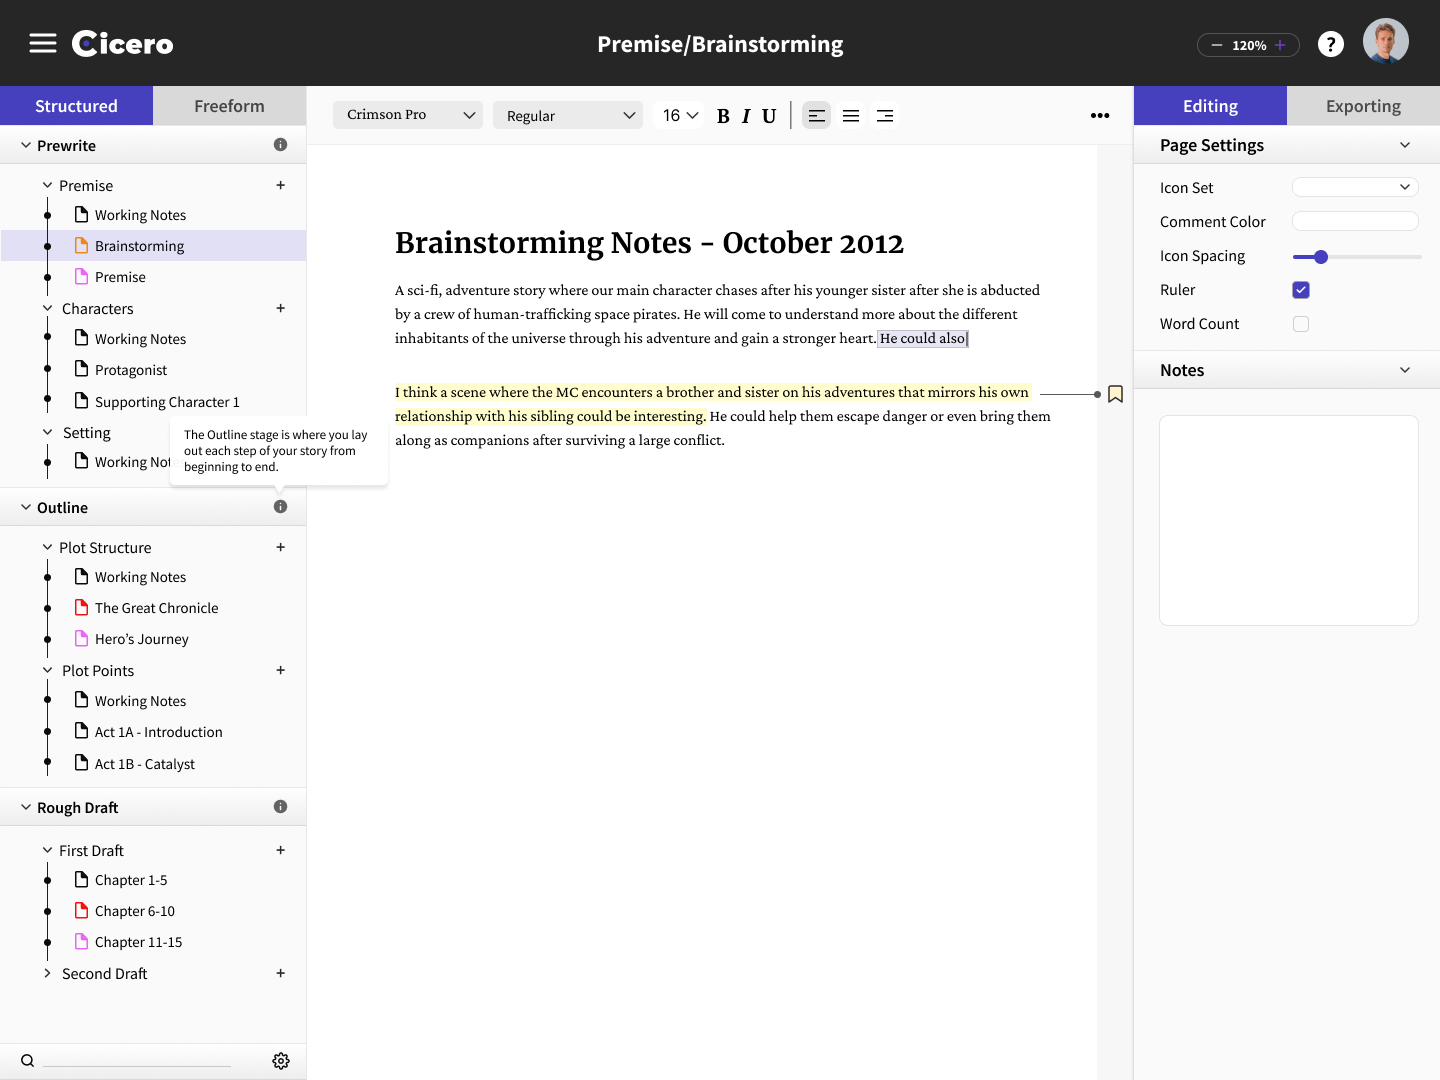 Cicero
Premise/Brainstorming
120%
?
Structured
Freeform
Prewrite
Premise
Working Notes
Brainstorming
Premise
Characters
Working Notes
Protagonist
Supporting Character 1
Setting
Working Not
The Outline stage is where you lay
out each step of your story from
beginning to end.
Outline
Plot Structure
Working Notes
The Great Chronicle
Hero’s Journey
Plot Points
Working Notes
Act 1A - Introduction
Act 1B - Catalyst
Rough Draft
First Draft
Chapter 1-5
Chapter 6-10
Chapter 11-15
Second Draft
Crimson Pro
Regular
16
B I U
Brainstorming Notes - October 2012
A sci-fi, adventure story where our main character chases after his younger sister after she is abducted
by a crew of human-trafficking space pirates. He will come to understand more about the different
inhabitants of the universe through his adventure and gain a stronger heart. He could also
I think a scene where the MC encounters a brother and sister on his adventures that mirrors his own
relationship with his sibling could be interesting. He could help them escape danger or even bring them
along as companions after surviving a large conflict.
Editing
Exporting
Page Settings
Icon Set
Comment Color
Icon Spacing
Ruler
Word Count
Notes